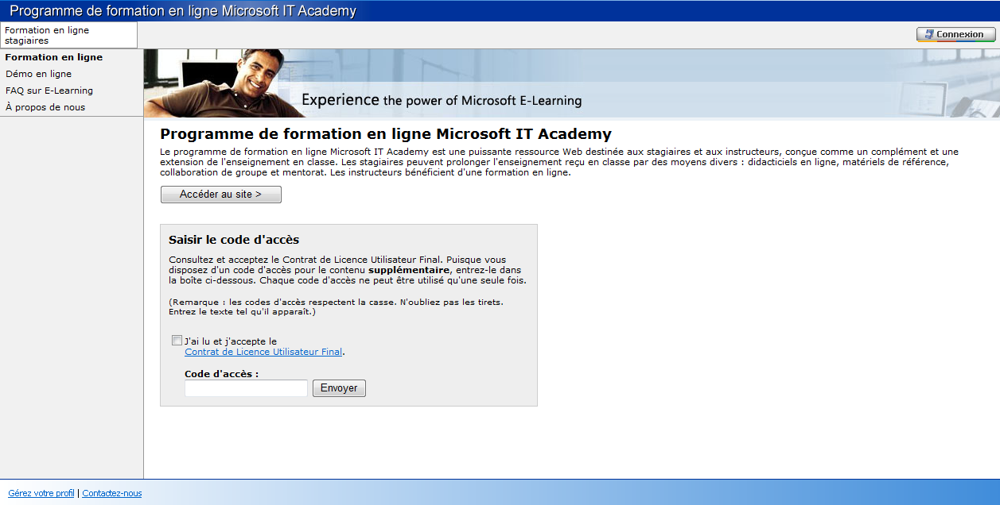 Programme de formation en ligne Microsoft IT Academy
Formation en ligne
stagiaires
Connexion
Formation en ligne
Démo en ligne
FAQ sur E-Learning
À propos de nous
Experience the power of Microsoft E-Learning
Programme de formation en ligne Microsoft IT Academy
Le programme de formation en ligne Microsoft IT Academy est une puissante ressource Web destinée aux stagiaires et aux instructeurs, conçue comme un complément et une
extension de l'enseignement en classe. Les stagiaires peuvent prolonger l'enseignement reçu en classe par des moyens divers : didacticiels en ligne, matériels de référence,
collaboration de groupe et mentorat. Les instructeurs bénéficient d'une formation en ligne.
Accéder au site >
Saisir le code d'accès
Consultez et acceptez le Contrat de Licence Utilisateur Final. Puisque vous
disposez d'un code d'accès pour le contenu supplémentaire, entrez-le dans
la boîte ci-dessous. Chaque code d'accès ne peut être utilisé qu'une seule fois.
(Remarque : les codes d'accès respectent la casse. N'oubliez pas les tirets.
Entrez le texte tel qu'il apparaît.)
J'ai lu et j'accepte le
Contrat de Licence Utilisateur Final.
Code d'accès :
Envoyer
Gérez votre profil | Contactez-nous